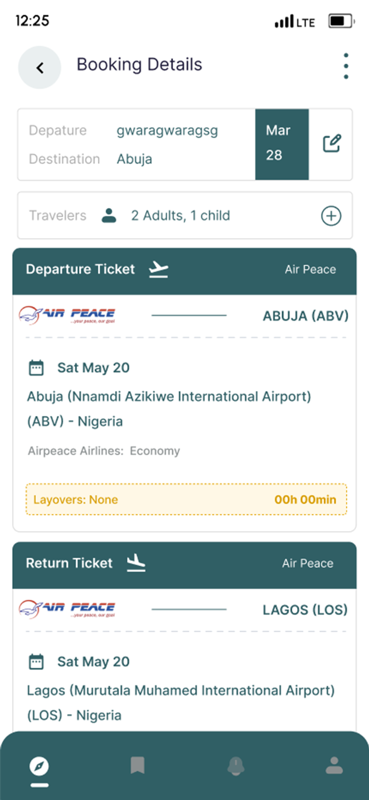 12:25 LTE
Booking Details
Depature gwaragwaragsg
Destination Abuja
Mar
28
Travelers 2 Adults, 1 child
Departure Ticket Air Peace
AIR PEACE ABUJA (ABV)
...your peace, our goal
Sat May 20
Abuja (Nnamdi Azikiwe International Airport)
(ABV) - Nigeria
Airpeace Airlines: Economy
Layovers: None 00h 00min
Return Ticket Air Peace
AIR PEACE LAGOS (LOS)
...your peace, our goal
Sat May 20
Lagos (Murutala Muhamed International Airport)
(LOS) - Nigeria